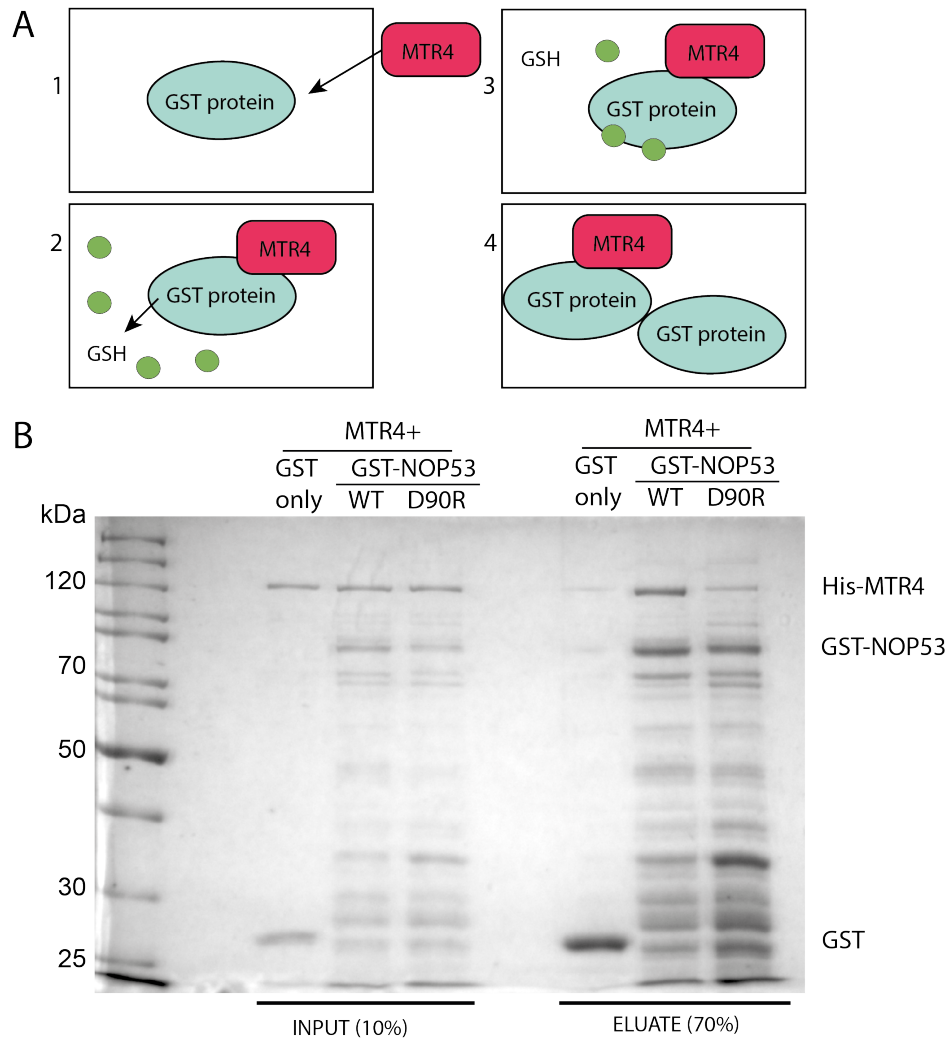 A
1
GST protein
MTR4
3
GSH
MTR4
GST protein
2
MTR4
GST protein
GSH
4
MTR4
GST protein
GST protein
B
MTR4+
MTR4+
GST only
GST-NOP53
WT
D90R
GST only
GST-NOP53
WT
D90R
kDa
120
70
50
30
25
His-MTR4
GST-NOP53
GST
INPUT (10%)
ELUATE (70%)